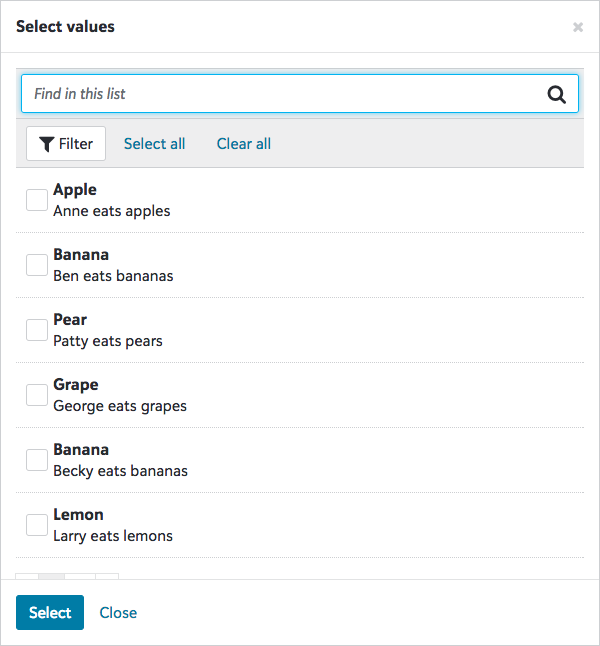 Select values
Find in this list
Filter Select all Clear all
Apple
Anne eats apples
Banana
Ben eats bananas
Pear
Patty eats pears
Grape
George eats grapes
Banana
Becky eats bananas
Lemon
Larry eats lemons
Select Close